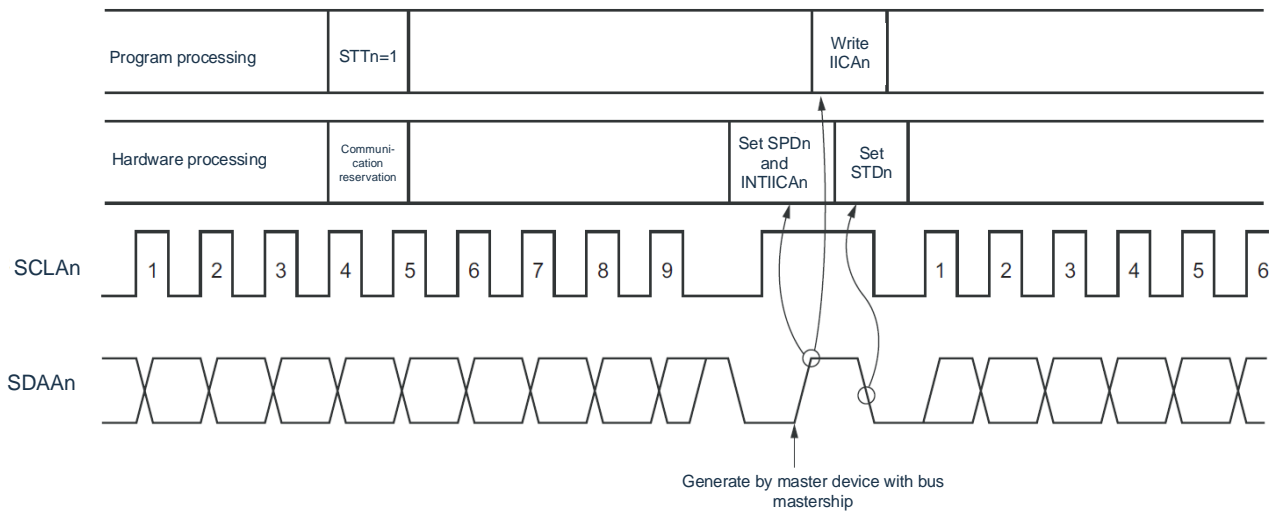 Program processing
STTn=1
Write
IICAn
Hardware processing
Communi-
cation
reservation
Set SPDn
and
INTIICAn
Set
STDn
SCLAn
1 2 3 4 5 6 7 8 9 1 2 3 4 5 6
SDAAn
Generate by master device with bus
mastership